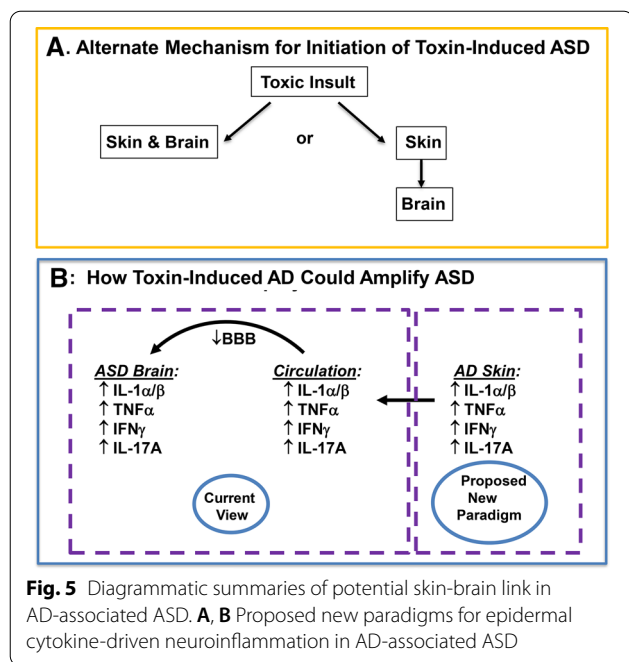 A. Alternate Mechanism for Initiation of Toxin-Induced ASD
Toxic Insult
Skin & Brain
or
Skin
Brain
B: How Toxin-Induced AD Could Amplify ASD
↓BBB
ASD Brain:
↑ IL-1α/β
↑ TNFα
↑ IFNγ
↑ IL-17A
Circulation:
↑ IL-1α/β
↑ TNFα
↑ IFNγ
↑ IL-17A
AD Skin:
↑ IL-1α/β
↑ TNFα
↑ IFNγ
↑ IL-17A
Current
View
Proposed
New
Paradigm
Fig. 5 Diagrammatic summaries of potential skin-brain link in
AD-associated ASD. A, B Proposed new paradigms for epidermal
cytokine-driven neuroinflammation in AD-associated ASD